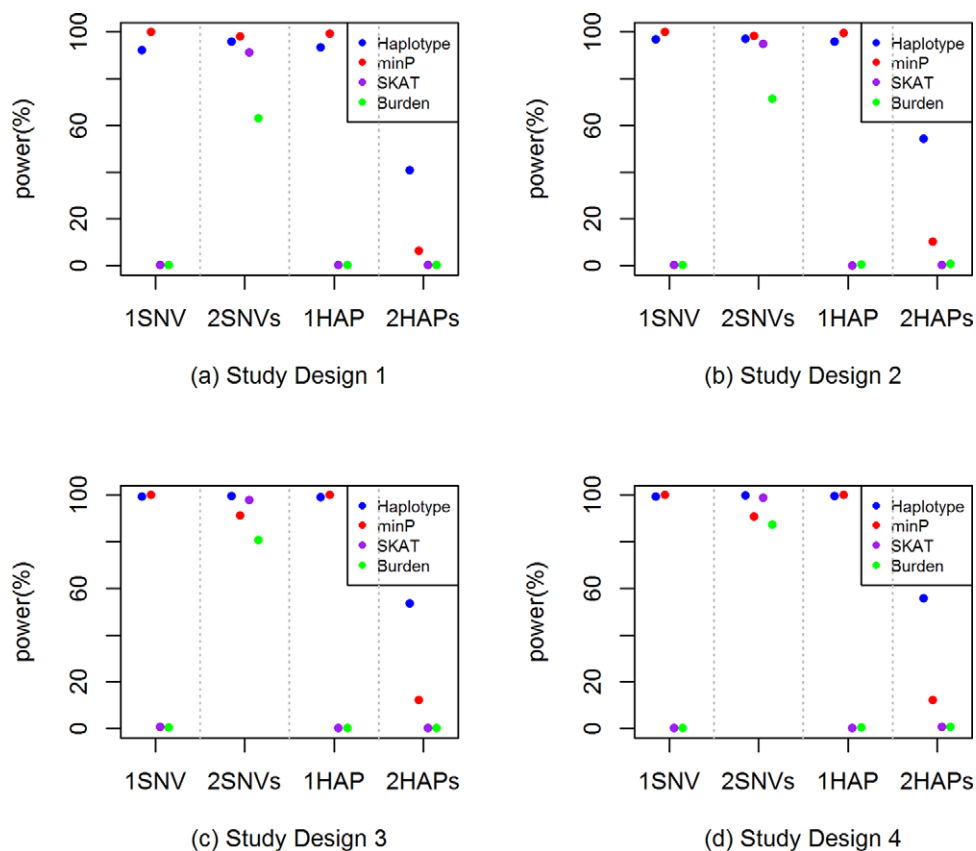 power(%)
100
60
20
0
Haplotype
minP
SKAT
Burden
1SNV 2SNVs 1HAP 2HAPs
(a) Study Design 1
power(%)
100
60
20
0
Haplotype
minP
SKAT
Burden
1SNV 2SNVs 1HAP 2HAPs
(b) Study Design 2
power(%)
100
60
20
0
Haplotype
minP
SKAT
Burden
1SNV 2SNVs 1HAP 2HAPs
(c) Study Design 3
power(%)
100
60
20
0
Haplotype
minP
SKAT
Burden
1SNV 2SNVs 1HAP 2HAPs
(d) Study Design 4